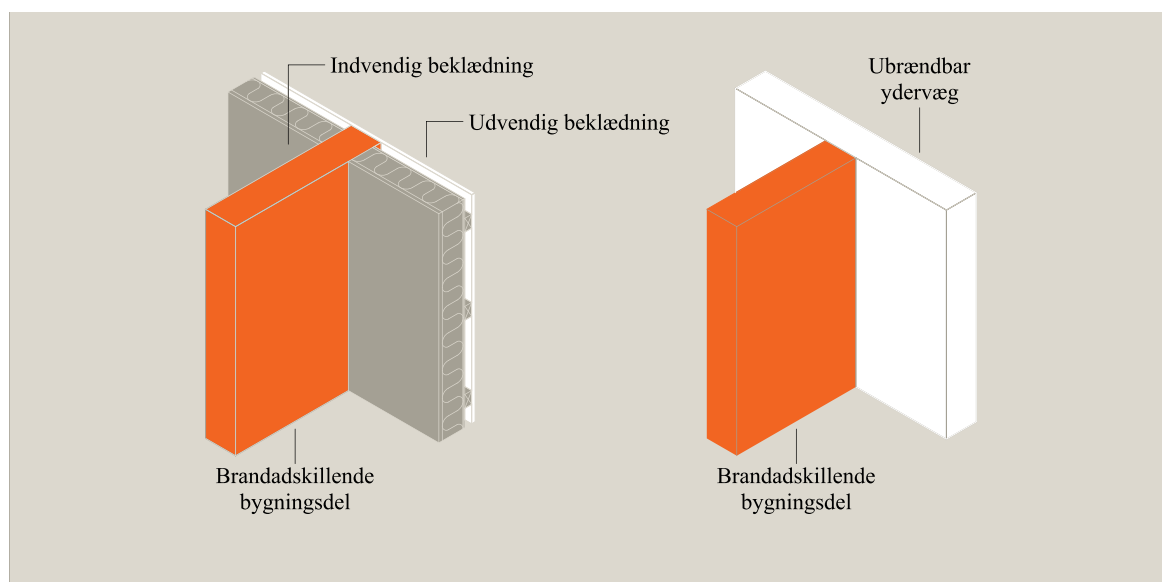 Indvendig beklædning
Udvendig beklædning
Brandadskillende
bygningsdel
Ubrændbar
ydervæg
Brandadskillende
bygningsdel